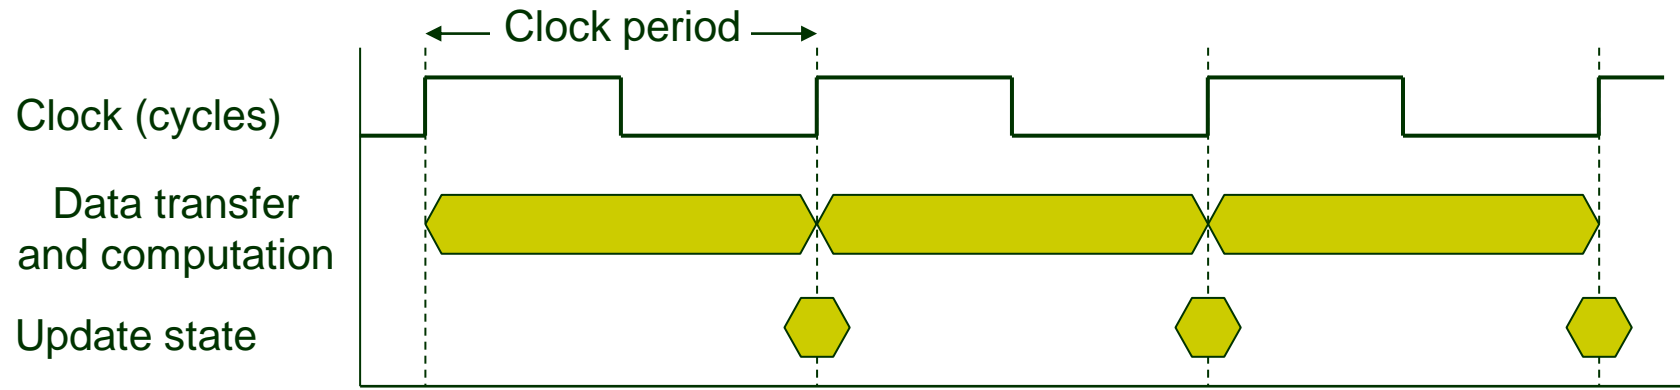 Clock period
Clock (cycles)
Data transfer
and computation
Update state